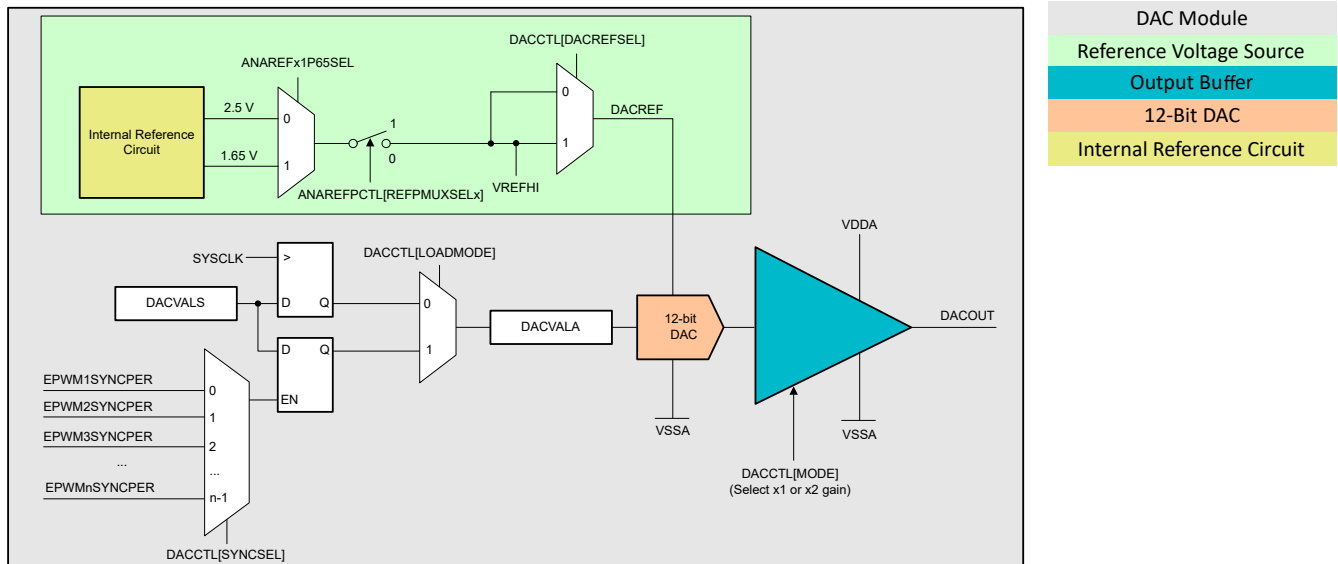 DACCTL[DACREFSEL]
ANAREFx1P65SEL
Internal Reference
Circuit
2.5 V
1.65 V
0
1
1
0
ANAREFPCTL[REFPMUXSELx]
VREFHI
0
1
DACREF
SYSCLK
>
D
Q
DACVALS
D
Q
EN
DACCTL[LOADMODE]
0
1
DACVALA
12-bit
DAC
VSSA
VDDA
DACOUT
VSSA
DACCTL[MODE]
(Select x1 or x2 gain)
EPWM1SYNCPER
EPWM2SYNCPER
EPWM3SYNCPER
...
EPWMnSYNCPER
0
1
2
...
n-1
DACCTL[SYNCSEL]
DAC Module
Reference Voltage Source
Output Buffer
12-Bit DAC
Internal Reference Circuit